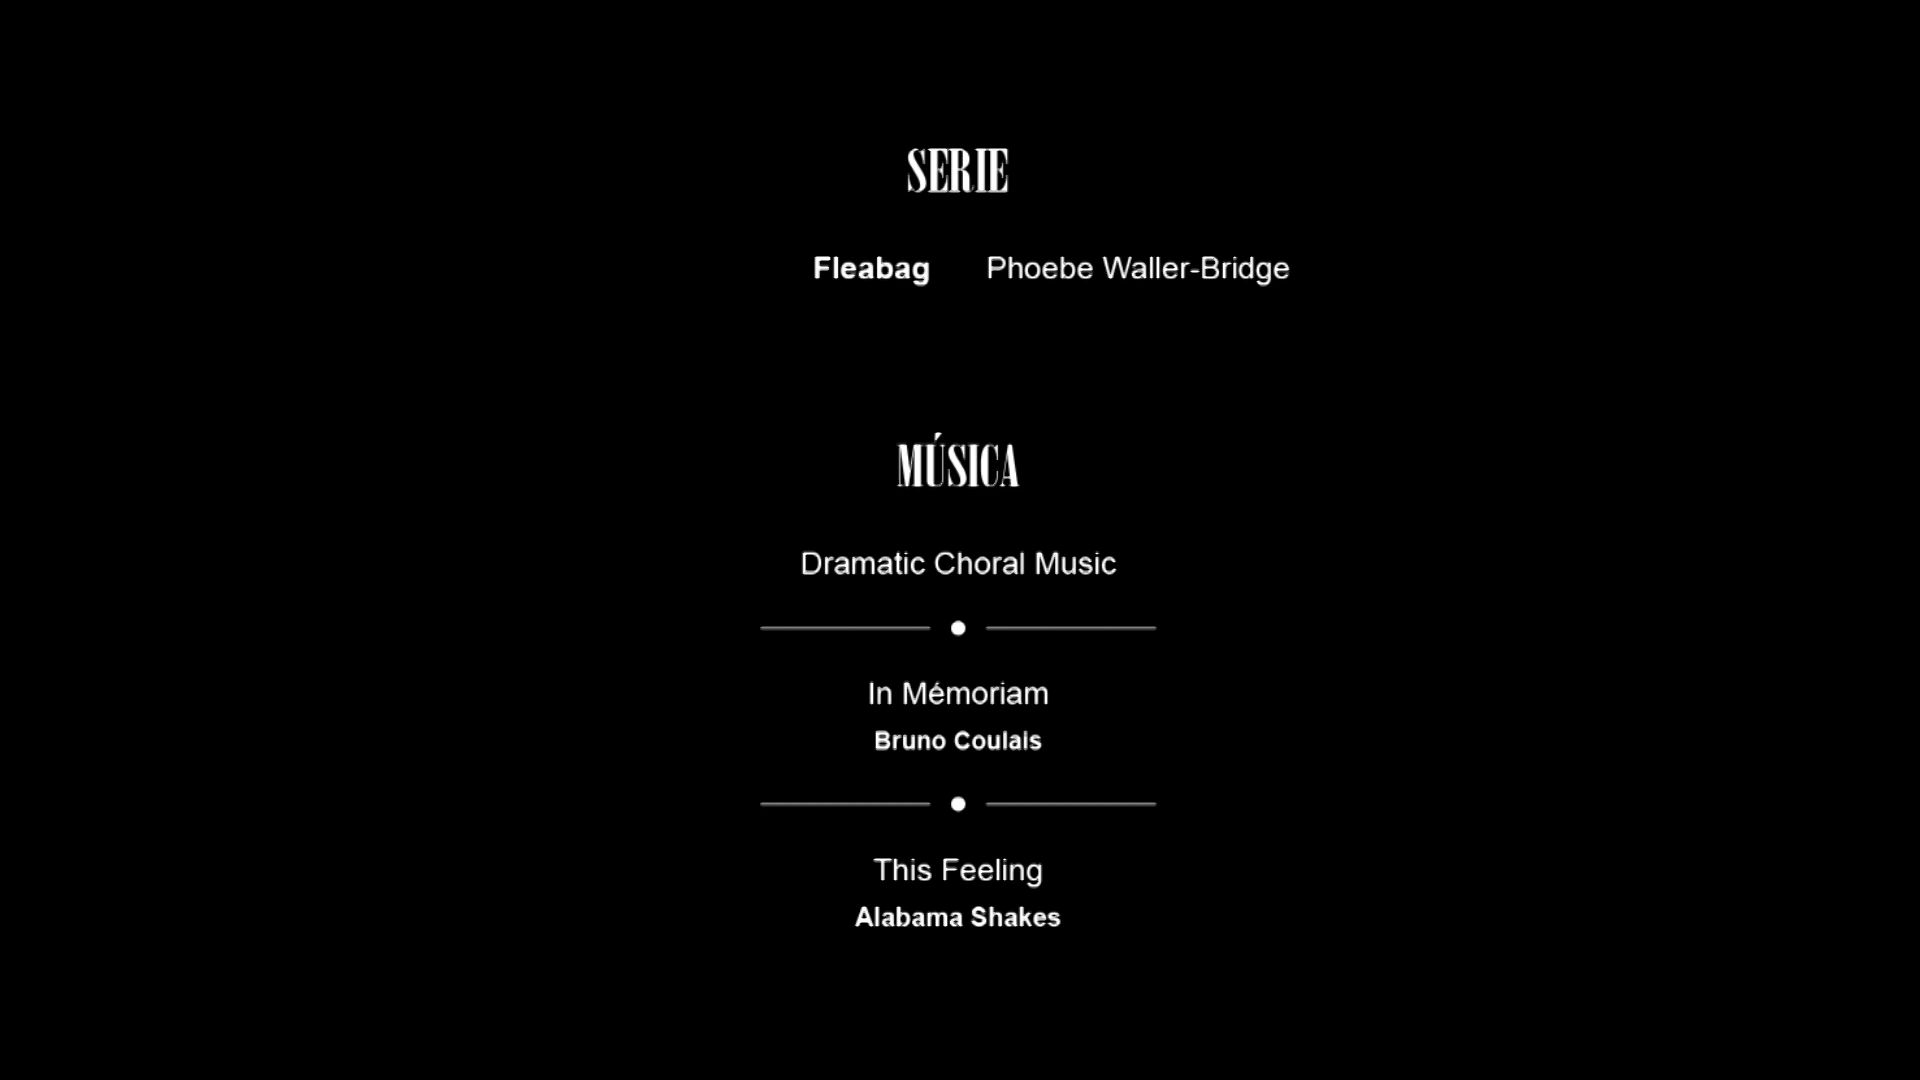 SERIE
Fleabag Phoebe Waller-Bridge
MÚSICA
Dramatic Choral Music
In Mémoriam
Bruno Coulais
This Feeling
Alabama Shakes